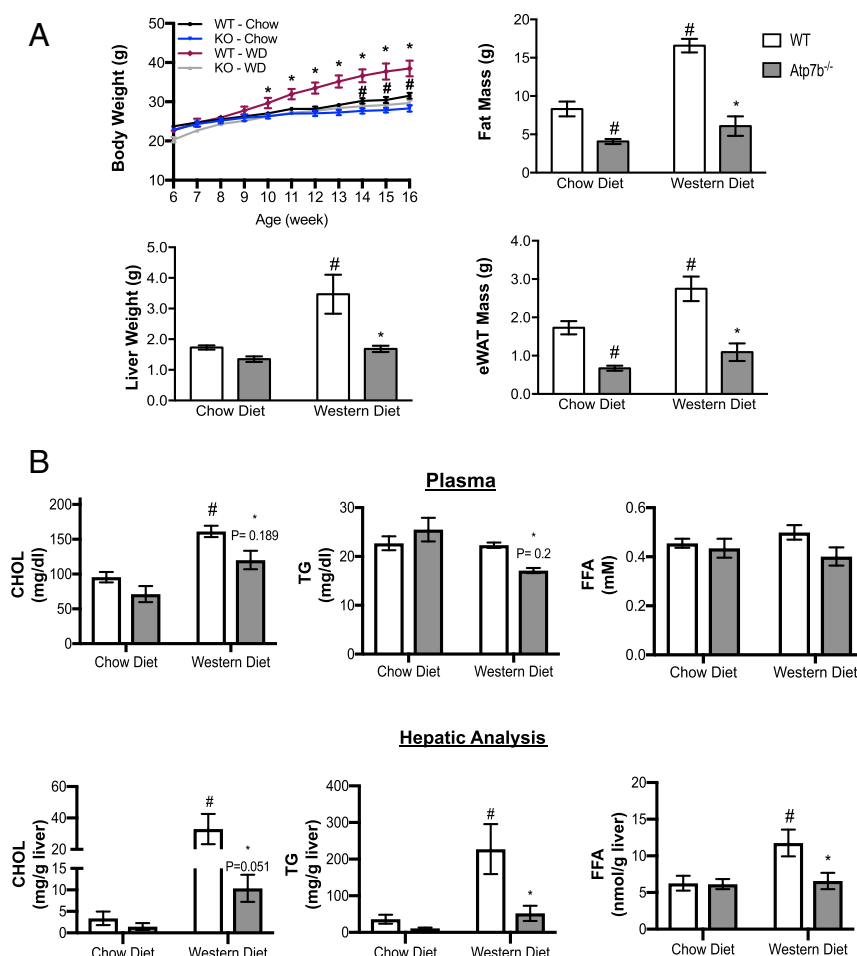 A
WT - Chow
KO - Chow
WT - WD
KO - WD
Body Weight (g)
50
40
30
20
10
* * * * * * *
# # #
6 7 8 9 10 11 12 13 14 15 16
Age (week)
Fat Mass (g)
20
15
10
5
0
#
#
*
Chow Diet Western Diet
WT
Atp7b-/-
Liver Weight (g)
5.0
4.0
3.0
2.0
1.0
0.0
#
*
Chow Diet Western Diet
eWAT Mass (g)
4.0
3.0
2.0
1.0
0.0
#
#
*
Chow Diet Western Diet
B
Plasma
CHOL
(mg/dl)
200
150
100
50
0
#
*
P= 0.189
Chow Diet Western Diet
TG
(mg/dl)
30
20
10
0
*
P= 0.2
Chow Diet Western Diet
FFA
(mM)
0.6
0.4
0.2
0.0
Chow Diet Western Diet
Hepatic Analysis
CHOL
(mg/g liver)
60
40
20
15
10
5
0
#
*
P=0.051
Chow Diet Western Diet
TG
(mg/g liver)
400
300
200
100
0
#
*
Chow Diet Western Diet
FFA
(nmol/g liver)
20
15
10
5
0
#
*
Chow Diet Western Diet